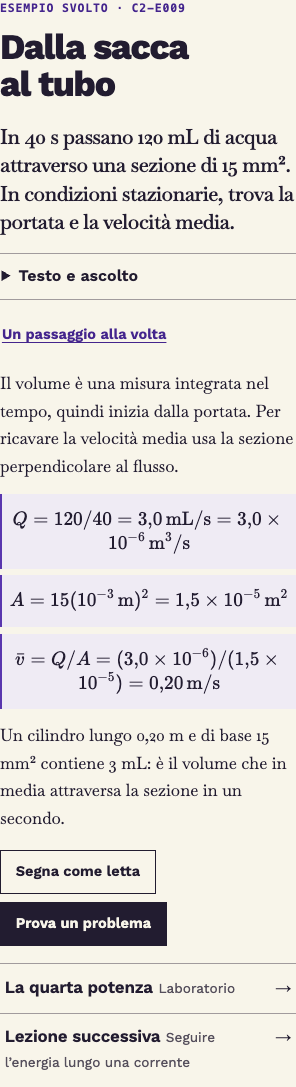 ESEMPIO SVOLTO · C2–E009
Dalla sacca
al tubo
In 40 s passano 120 mL di acqua
attraverso una sezione di 15 mm².
In condizioni stazionarie, trova la
portata e la velocità media.
▶ Testo e ascolto
Un passaggio alla volta
Il volume è una misura integrata nel
tempo, quindi inizia dalla portata. Per
ricavare la velocità media usa la sezione
perpendicolare al flusso.
Q = 120/40 = 3,0 mL/s = 3,0 ×
10⁻⁶ m³/s
A = 15(10⁻³ m)² = 1,5 × 10⁻⁵ m²
v̄ = Q/A = (3,0 × 10⁻⁶)/(1,5 ×
10⁻⁵) = 0,20 m/s
Un cilindro lungo 0,20 m e di base 15
mm² contiene 3 mL: è il volume che in
media attraversa la sezione in un
secondo.
Segna come letta
Prova un problema
La quarta potenza Laboratorio →
Lezione successiva Seguire →
l’energia lungo una corrente